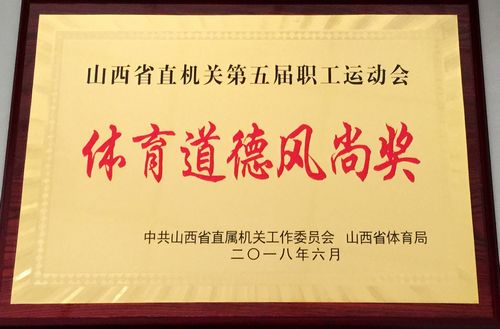 山西省直机关第五届职工运动会
体育道德风尚奖
中共山西省直属机关工作委员会 山西省体育局
二〇一八年六月